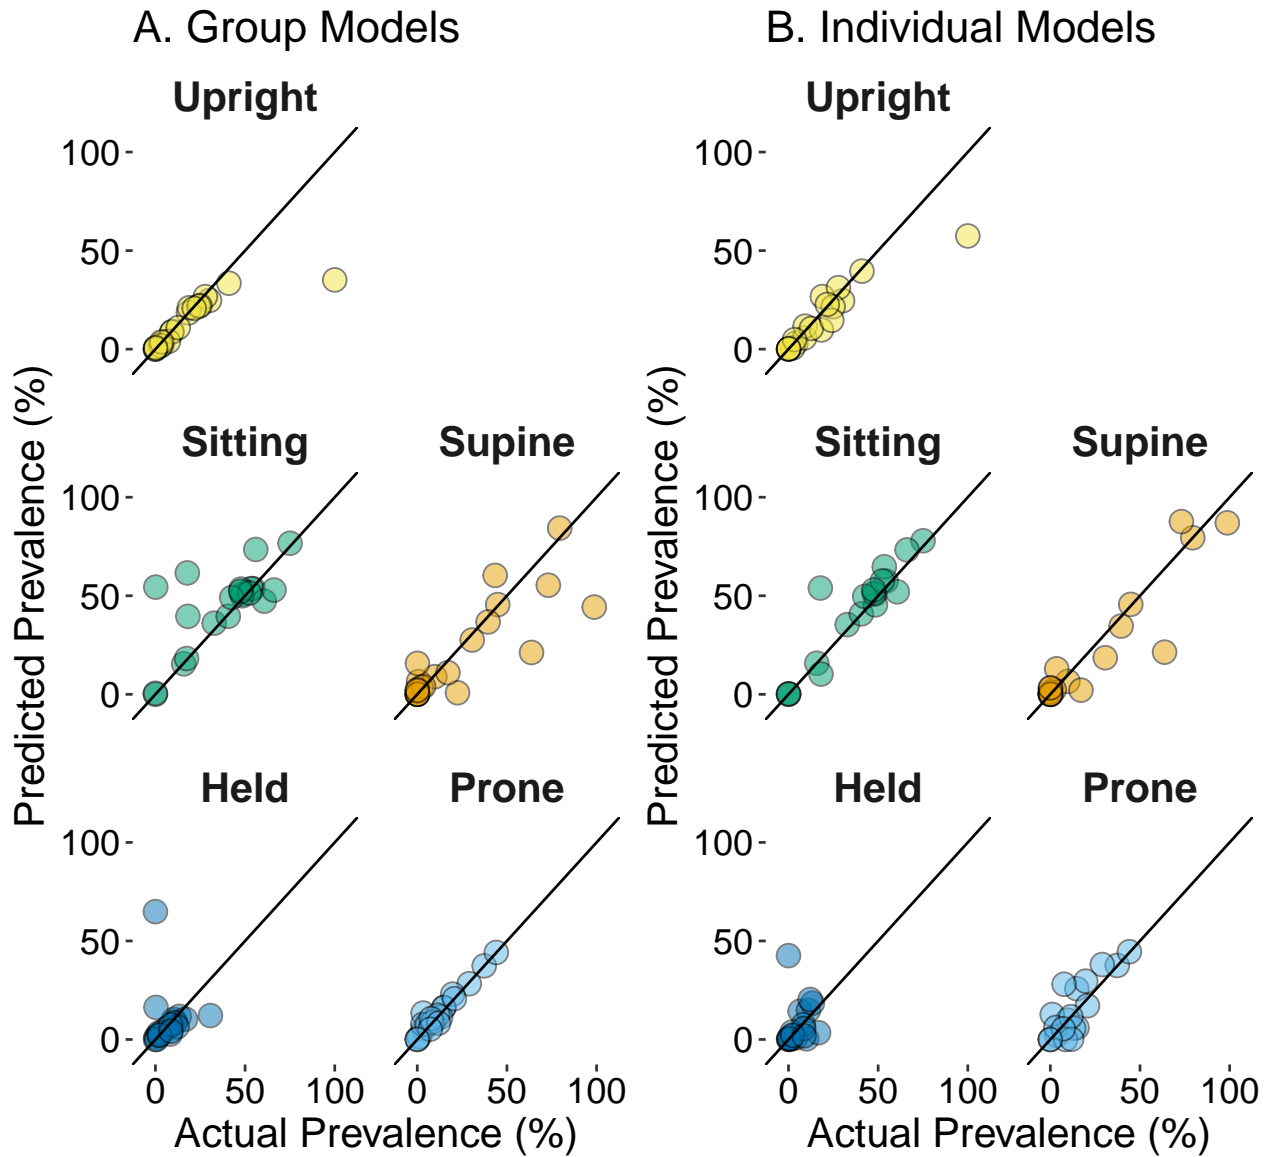 A. Group Models
B. Individual Models
Upright
Upright
100
50
0
100
50
0
Predicted Prevalence (%)
Predicted Prevalence (%)
Sitting
Supine
Sitting
Supine
100
50
0
100
50
0
Held
Prone
Held
Prone
100
50
0
100
50
0
0
50
100
0
50
100
0
50
100
0
50
100
Actual Prevalence (%)
Actual Prevalence (%)